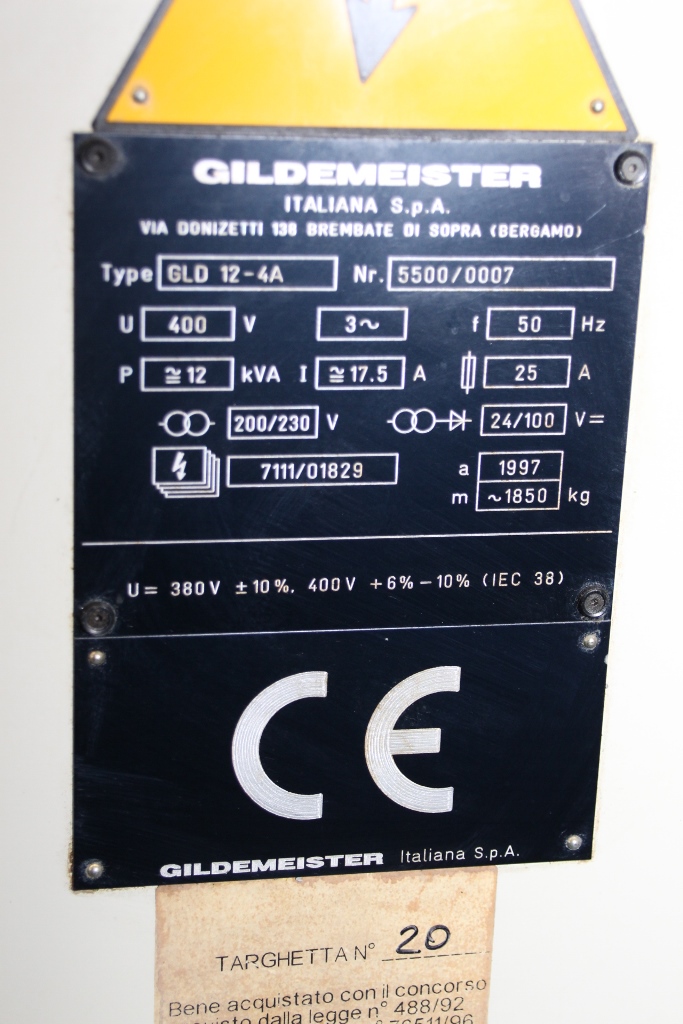 GILDEMEISTER
ITALIANA S.p.A.
VIA DONIZETTI 138 BREMBATE DI SOPRA (BERGAMO)
Type GLD 12-4A Nr. 5500/0007
U 400 V 3~ f 50 Hz
P ≅12 kVA I ≅17.5 A 25 A
200/230 V 24/100 V=
7111/01829 a 1997
m ~1850 kg
U= 380V ±10%, 400V +6%-10% (IEC 38)
CE
GILDEMEISTER Italiana S.p.A.
TARGHETTA N° 20
Bene acquistato con il concorso
dalla legge n° 488/92